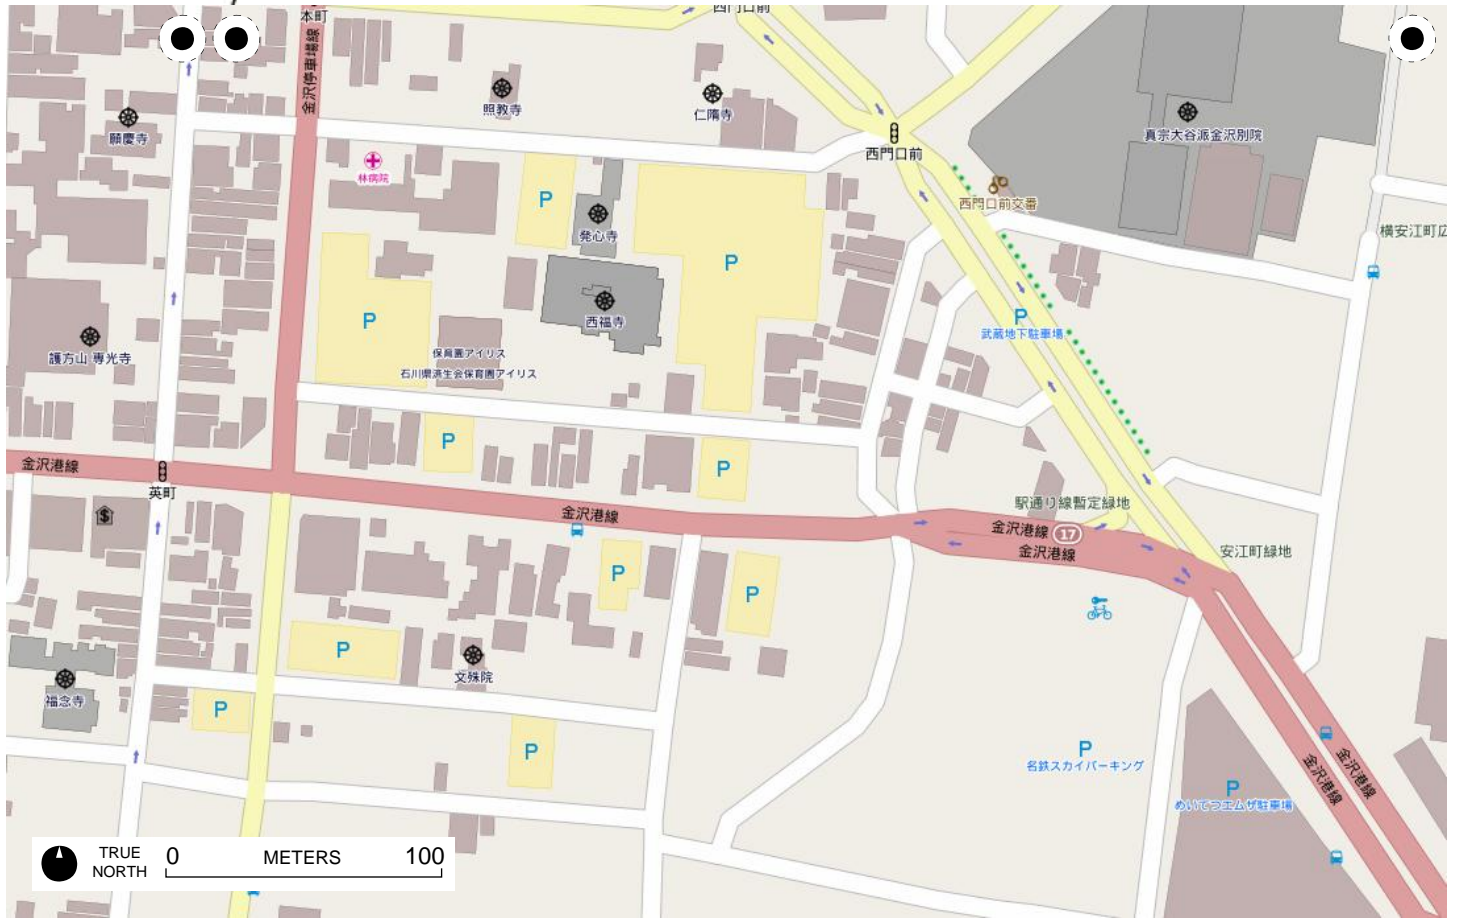 本町
西門口前
金沢停車場線
照教寺
仁隋寺
願慶寺
西門口前
真宗大谷派金沢別院
林病院
P
発心寺
西門口前交番
横安江町広
P
P
西福寺
P
武蔵地下駐車場
護方山 専光寺
保育園アイリス
石川県済生会保育園アイリス
P
P
金沢港線
英町
$
金沢港線
駅通り線暫定緑地
金沢港線
17
金沢港線
安江町緑地
P
P
P
文殊院
福念寺
P
P
P
名鉄スカイパーキング
P
めいてつエムザ駐車場
金沢港線
金沢港線
TRUE NORTH
0 METERS 100